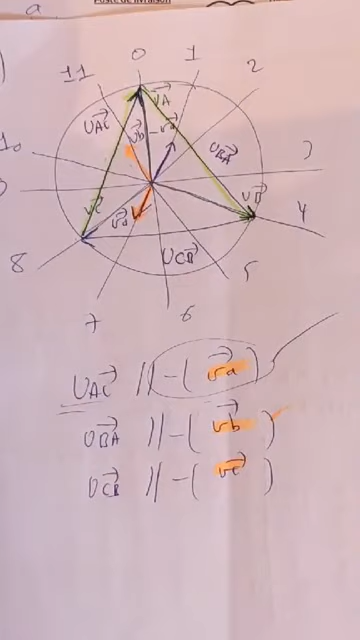 Poste de livraison
a
11 0 1 2
UAC VA
vb -va UBA
10
3
VC va VB 4
8 UCB 5
7 6
UAC // -( va )
UBA // -( vb )
UCB // -( vc )